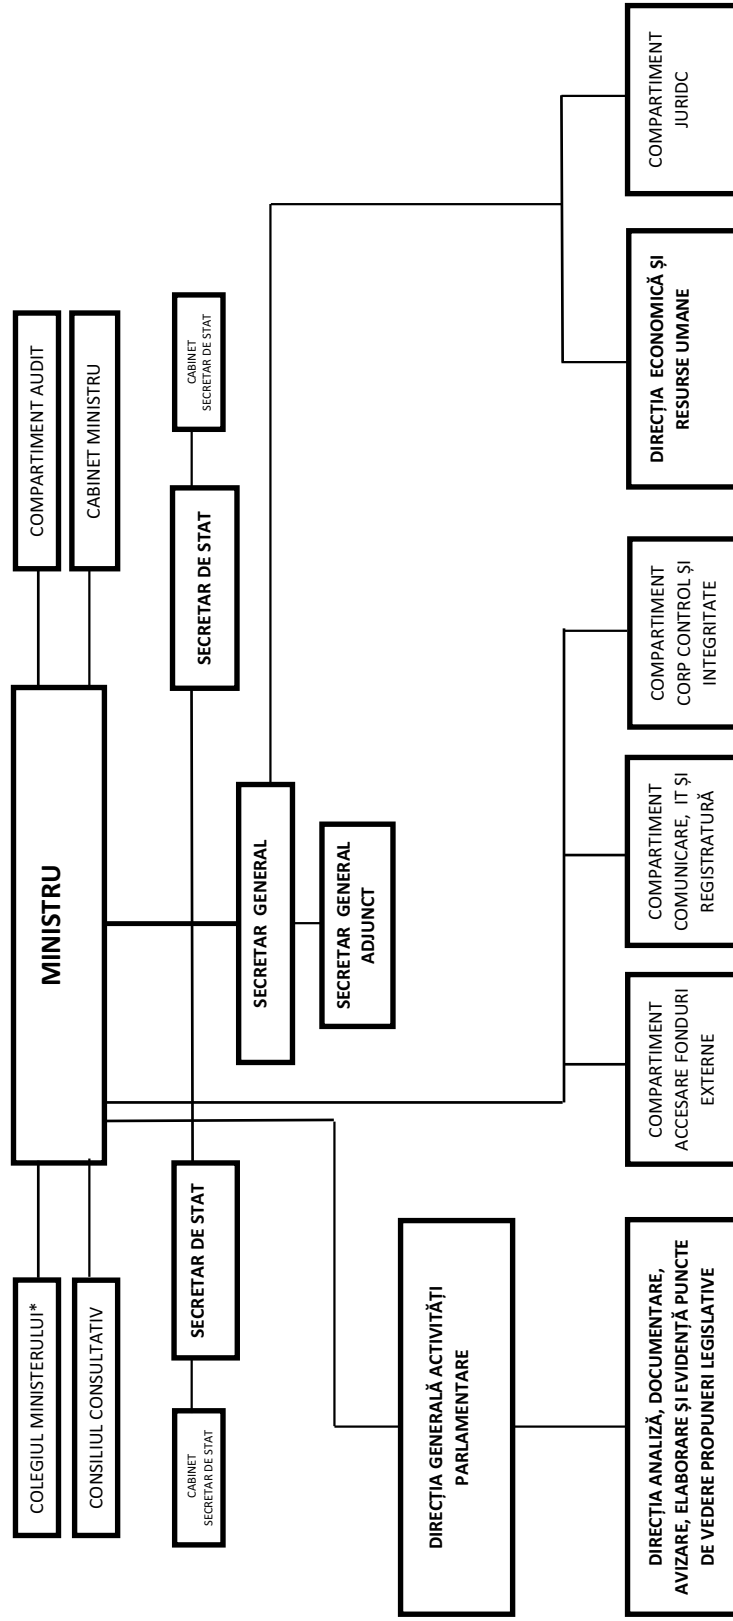 COLEGIUL MINISTERULUI*
CONSILIUL CONSULTATIV
MINISTRU
COMPARTIMENT AUDIT
CABINET MINISTRU
CABINET
SECRETAR DE STAT
SECRETAR DE STAT
SECRETAR DE STAT
CABINET
SECRETAR DE STAT
SECRETAR GENERAL
SECRETAR GENERAL
ADJUNCT
DIRECȚIA GENERALĂ ACTIVITĂȚI
PARLAMENTARE
DIRECȚIA ANALIZĂ, DOCUMENTARE,
AVIZARE, ELABORARE ȘI EVIDENȚĂ PUNCTE
DE VEDERE PROPUNERI LEGISLATIVE
COMPARTIMENT
ACCESARE FONDURI
EXTERNE
COMPARTIMENT
COMUNICARE, IT ȘI
REGISTRATURĂ
COMPARTIMENT
CORP CONTROL ȘI
INTEGRITATE
DIRECȚIA ECONOMICĂ ȘI
RESURSE UMANE
COMPARTIMENT
JURIDC